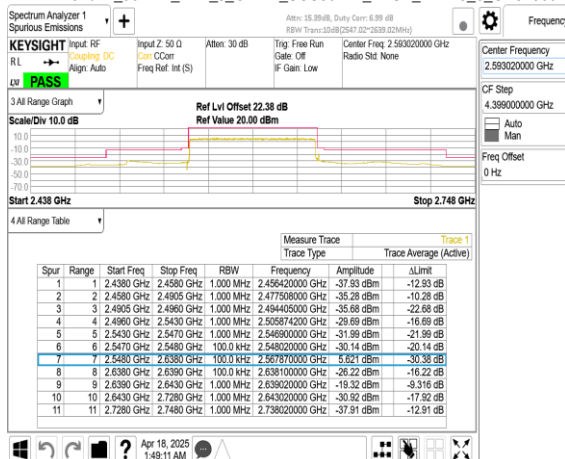 Spectrum Analyzer 1
Spurious Emissions
Attn: 15.99dB, Duty Corr: 6.99 dB
RBW Trans:10dB(2547.02~2639.02MHz)
Frequency
KEYSIGHT
Input: RF
Input Z: 50 Ω
Atten: 30 dB
Trig: Free Run
Center Freq: 2.593020000 GHz
RL
Coupling: DC
Corr CCorr
Gate: Off
Radio Std: None
Align: Auto
Freq Ref: Int (S)
IF Gain: Low
LXI
PASS
Center Frequency
2.593020000 GHz
CF Step
4.399000000 GHz
Auto
Man
Freq Offset
0 Hz
3 All Range Graph
Ref Lvl Offset 22.38 dB
Scale/Div 10.0 dB
Ref Value 20.00 dBm
10.0
-10.0
-30.0
-50.0
-70.0
Start 2.438 GHz
Stop 2.748 GHz
4 All Range Table
Measure Trace
Trace 1
Trace Type
Trace Average (Active)
Spur Range Start Freq Stop Freq RBW Frequency Amplitude ΔLimit
1 1 2.4380 GHz 2.4580 GHz 1.000 MHz 2.456420000 GHz -37.93 dBm -12.93 dB
2 2 2.4580 GHz 2.4905 GHz 1.000 MHz 2.477508000 GHz -35.28 dBm -10.28 dB
3 3 2.4905 GHz 2.4960 GHz 1.000 MHz 2.494405000 GHz -35.68 dBm -22.68 dB
4 4 2.4960 GHz 2.5430 GHz 1.000 MHz 2.505874200 GHz -29.69 dBm -16.69 dB
5 5 2.5430 GHz 2.5470 GHz 1.000 MHz 2.546900000 GHz -31.99 dBm -21.99 dB
6 6 2.5470 GHz 2.5480 GHz 100.0 kHz 2.548020000 GHz -30.14 dBm -20.14 dB
7 7 2.5480 GHz 2.6380 GHz 100.0 kHz 2.567870000 GHz 5.621 dBm -30.38 dB
8 8 2.6380 GHz 2.6390 GHz 100.0 kHz 2.638100000 GHz -26.22 dBm -16.22 dB
9 9 2.6390 GHz 2.6430 GHz 1.000 MHz 2.639020000 GHz -19.32 dBm -9.316 dB
10 10 2.6430 GHz 2.7280 GHz 1.000 MHz 2.643020000 GHz -30.92 dBm -17.92 dB
11 11 2.7280 GHz 2.7480 GHz 1.000 MHz 2.738020000 GHz -37.91 dBm -12.91 dB
?
Apr 18, 2025
1:49:11 AM